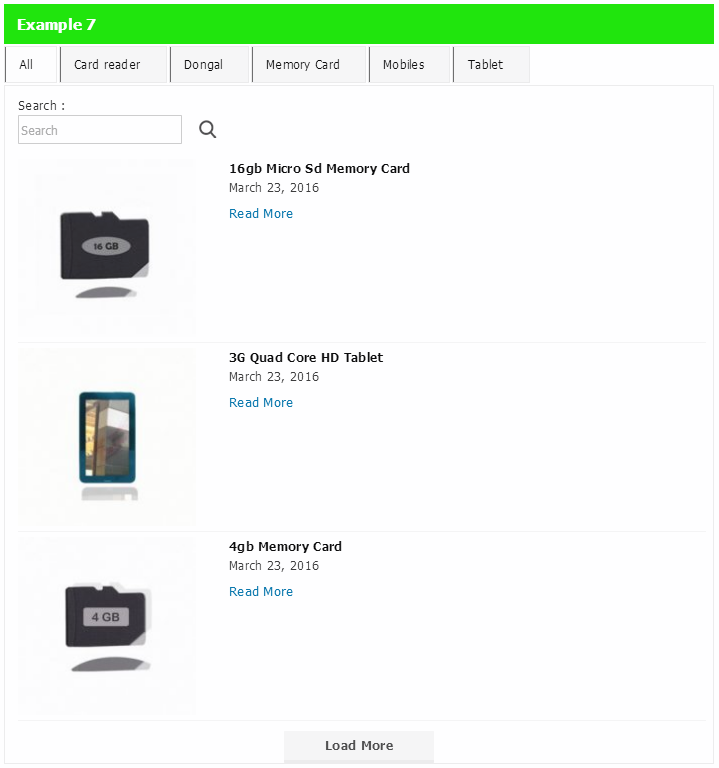 Example 7
All Card reader Dongal Memory Card Mobiles Tablet
Search :
Search
16gb Micro Sd Memory Card
March 23, 2016
Read More
16 GB
3G Quad Core HD Tablet
March 23, 2016
Read More
4gb Memory Card
March 23, 2016
Read More
4 GB
Load More